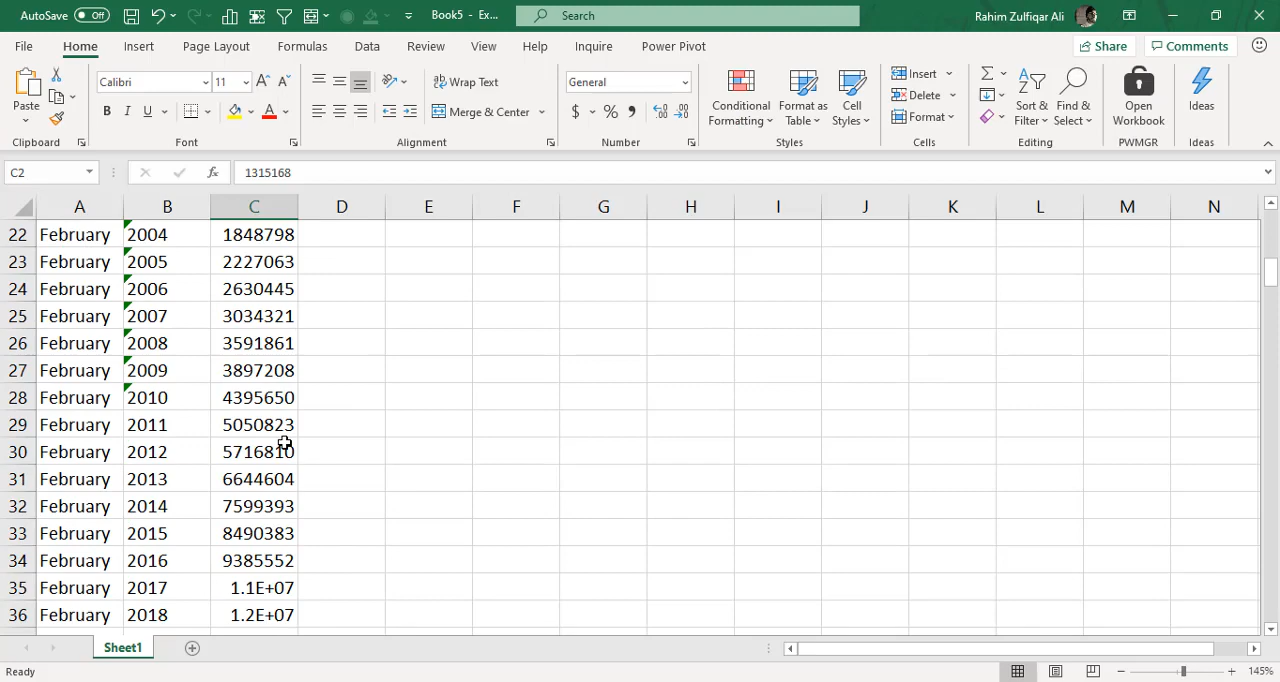 AutoSave Off Book5 - Ex... Search Rahim Zulfiqar Ali
File Home Insert Page Layout Formulas Data Review View Help Inquire Power Pivot Share Comments
Paste Calibri 11 Wrap Text General Conditional Formatting Format as Table Cell Styles Insert Sort & Filter Find & Select Open Workbook Ideas
B I U Merge & Center $ % Delete
Format
Clipboard Font Alignment Number Styles Cells Editing PWMGR Ideas
C2 fx 1315168
A B C D E F G H I J K L M N
22 February 2004 1848798
23 February 2005 2227063
24 February 2006 2630445
25 February 2007 3034321
26 February 2008 3591861
27 February 2009 3897208
28 February 2010 4395650
29 February 2011 5050823
30 February 2012 5716810
31 February 2013 6644604
32 February 2014 7599393
33 February 2015 8490383
34 February 2016 9385552
35 February 2017 1.1E+07
36 February 2018 1.2E+07
Sheet1
Ready 145%